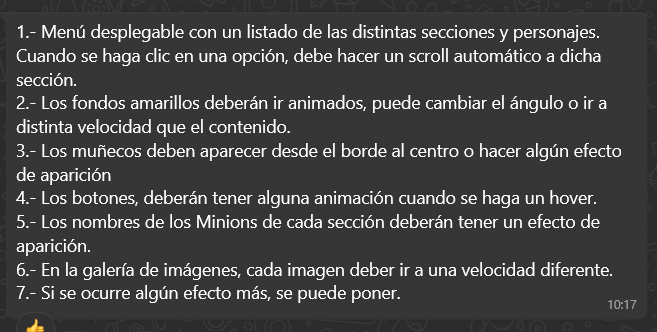 1.- Menú desplegable con un listado de las distintas secciones y personajes.
Cuando se haga clic en una opción, debe hacer un scroll automático a dicha
sección.
2.- Los fondos amarillos deberán ir animados, puede cambiar el ángulo o ir a
distinta velocidad que el contenido.
3.- Los muñecos deben aparecer desde el borde al centro o hacer algún efecto
de aparición
4.- Los botones, deberán tener alguna animación cuando se haga un hover.
5.- Los nombres de los Minions de cada sección deberán tener un efecto de
aparición.
6.- En la galería de imágenes, cada imagen deber ir a una velocidad diferente.
7.- Si se ocurre algún efecto más, se puede poner.
10:17